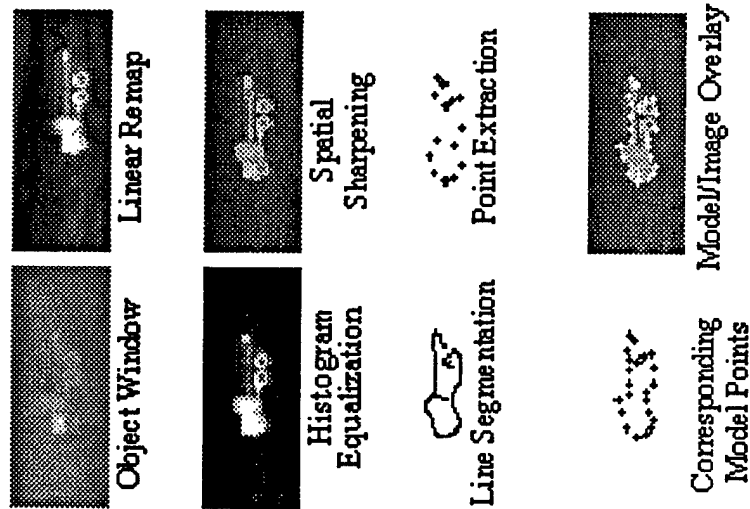 Object Window
Linear Remap
Histogram
Equalization
Spatial
Sharpening
Line Segmentation
Point Extraction
Corresponding
Model Points
Model/Image Overlay